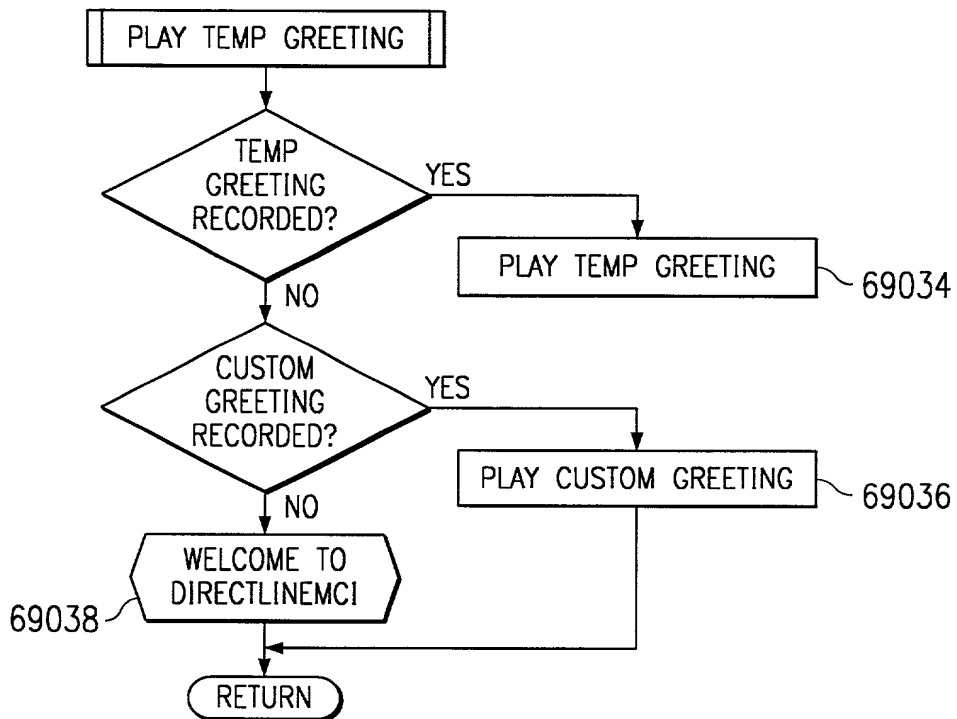 PLAY TEMP GREETING
TEMP
GREETING
RECORDED?
YES
PLAY TEMP GREETING
69034
NO
CUSTOM
GREETING
RECORDED?
YES
PLAY CUSTOM GREETING
69036
NO
WELCOME TO
DIRECTLINEMCI
69038
RETURN